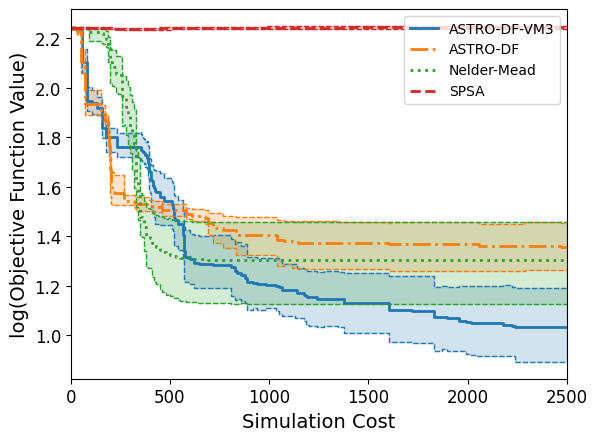 ASTRO-DF-VM3
ASTRO-DF
Nelder-Mead
SPSA
log(Objective Function Value)
2.2
2.0
1.8
1.6
1.4
1.2
1.0
0
500
1000
1500
2000
2500
Simulation Cost